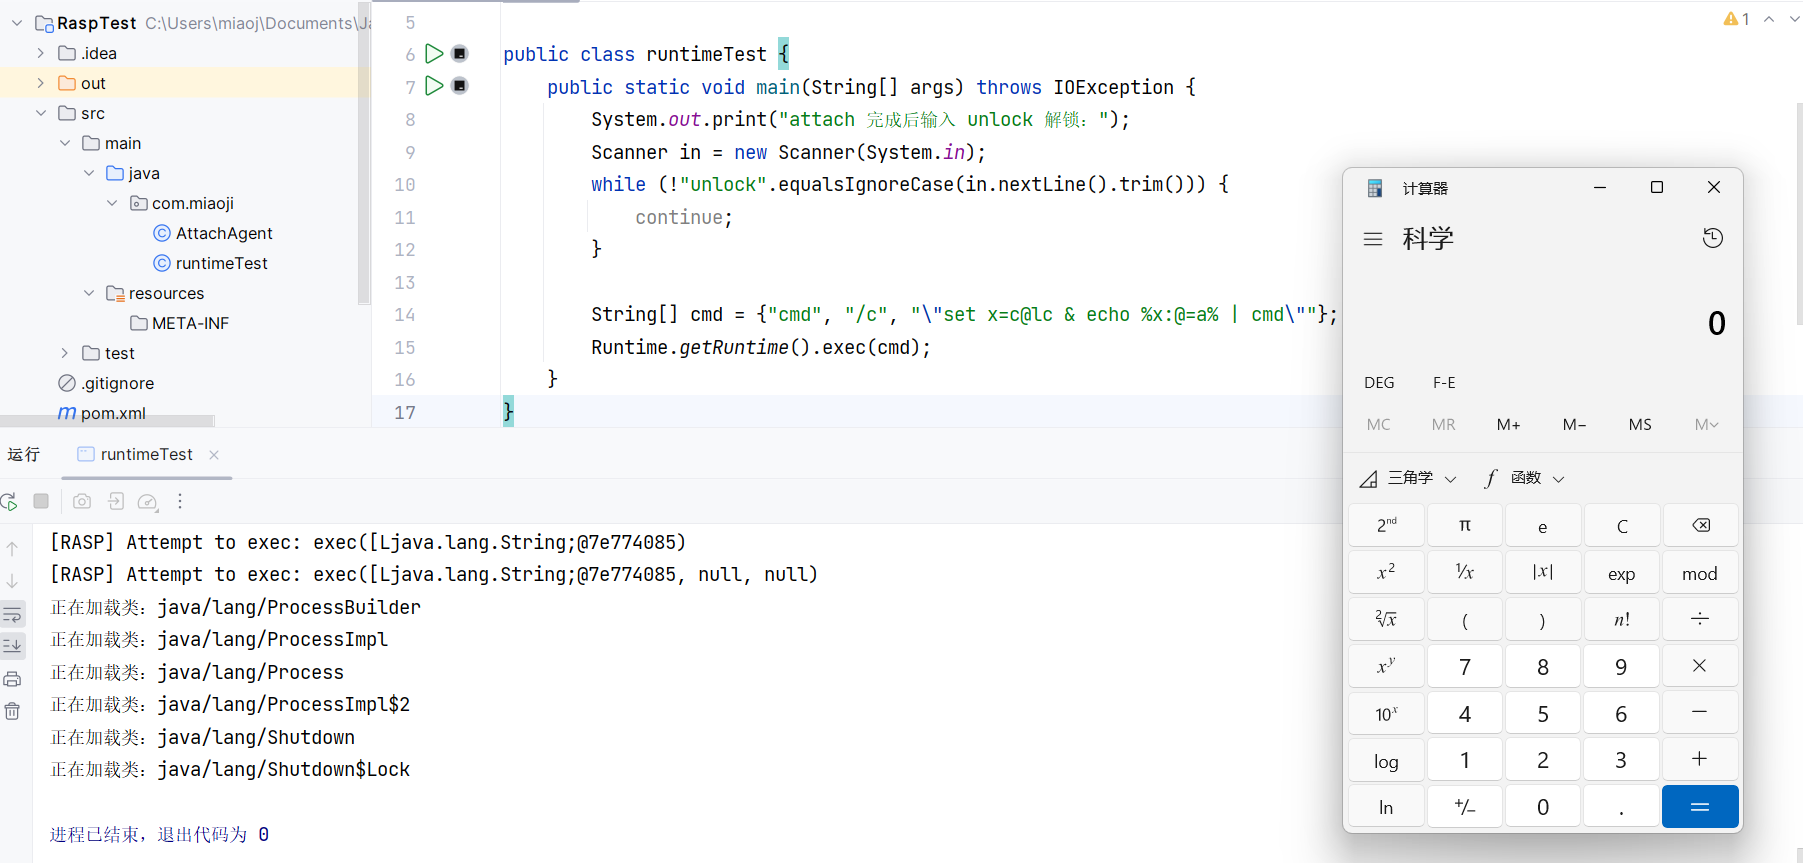 RaspTest C:\Users\miaoj\Documents\Ja
.idea
out
src
main
java
com.miaoji
AttachAgent
runtimeTest
resources
META-INF
test
.gitignore
pom.xml
5
6 public class runtimeTest {
7 public static void main(String[] args) throws IOException {
8 System.out.print("attach 完成后输入 unlock 解锁：");
9 Scanner in = new Scanner(System.in);
10 while (!"unlock".equalsIgnoreCase(in.nextLine().trim())) {
11 continue;
12 }
13
14 String[] cmd = {"cmd", "/c", "\"set x=c@lc & echo %x:@=a% | cmd\""};
15 Runtime.getRuntime().exec(cmd);
16 }
17 }
1
运行 runtimeTest
[RASP] Attempt to exec: exec([Ljava.lang.String;@7e774085)
[RASP] Attempt to exec: exec([Ljava.lang.String;@7e774085, null, null)
正在加载类：java/lang/ProcessBuilder
正在加载类：java/lang/ProcessImpl
正在加载类：java/lang/Process
正在加载类：java/lang/ProcessImpl$2
正在加载类：java/lang/Shutdown
正在加载类：java/lang/Shutdown$Lock
进程已结束，退出代码为 0
计算器
科学
0
DEG F-E
MC MR M+ M− MS M
三角学 f 函数
2nd π e C
x² ¹/x |x| exp mod
²√x ( ) n! ÷
xʸ 7 8 9 ×
10ˣ 4 5 6 −
log 1 2 3 +
ln +/− 0 . =